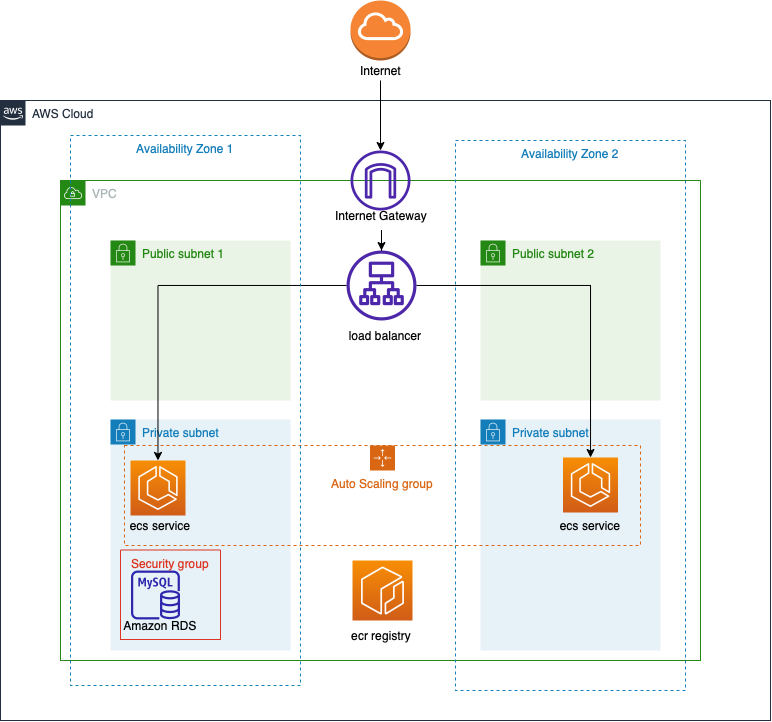 Internet
aws
AWS Cloud
Availability Zone 1
Availability Zone 2
VPC
Internet Gateway
Public subnet 1
Public subnet 2
load balancer
Private subnet
Private subnet
Auto Scaling group
ecs service
ecs service
Security group
MySQL
Amazon RDS
ecr registry